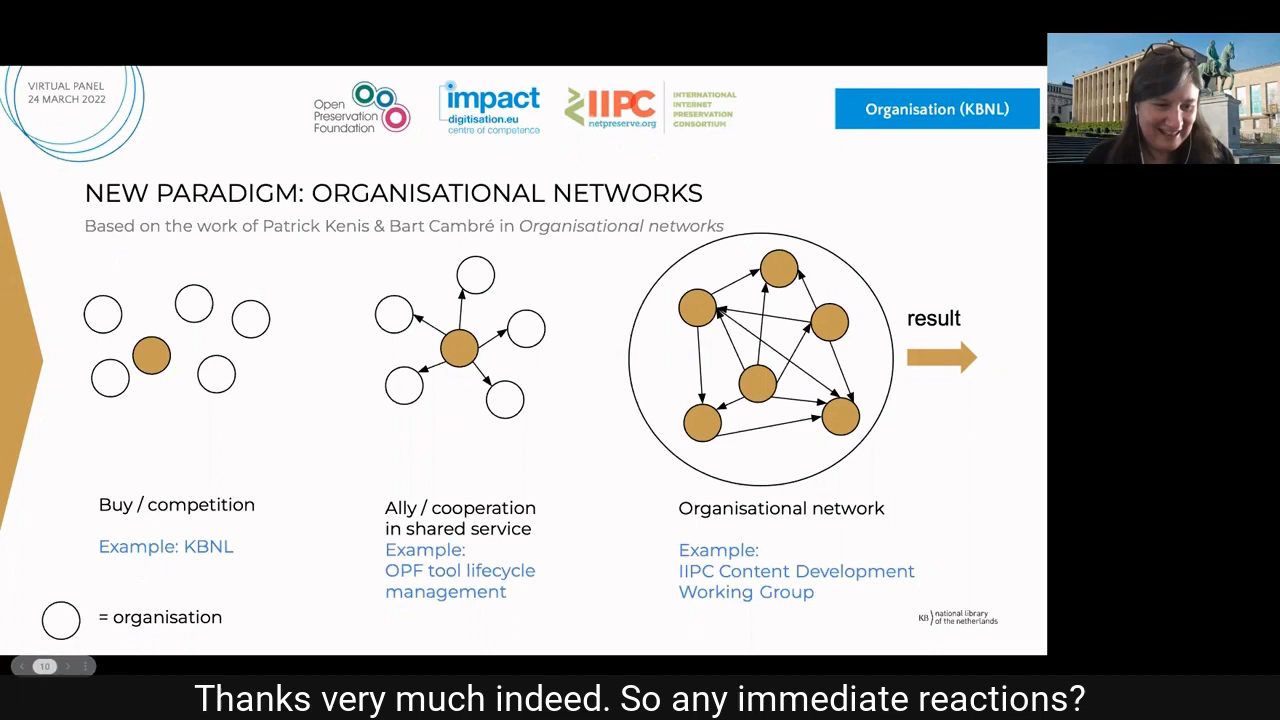 VIRTUAL PANEL
24 MARCH 2022
Open
Preservation
Foundation
impact
digitisation.eu
centre of competence
IIPC
netpreserve.org
INTERNATIONAL
INTERNET
PRESERVATION
CONSORTIUM
Organisation (KBNL)
NEW PARADIGM: ORGANISATIONAL NETWORKS
Based on the work of Patrick Kenis & Bart Cambré in Organisational networks
result
Buy / competition
Example: KBNL
Ally / cooperation
in shared service
Example:
OPF tool lifecycle
management
Organisational network
Example:
IIPC Content Development
Working Group
= organisation
KB national library
of the netherlands
10
Thanks very much indeed. So any immediate reactions?